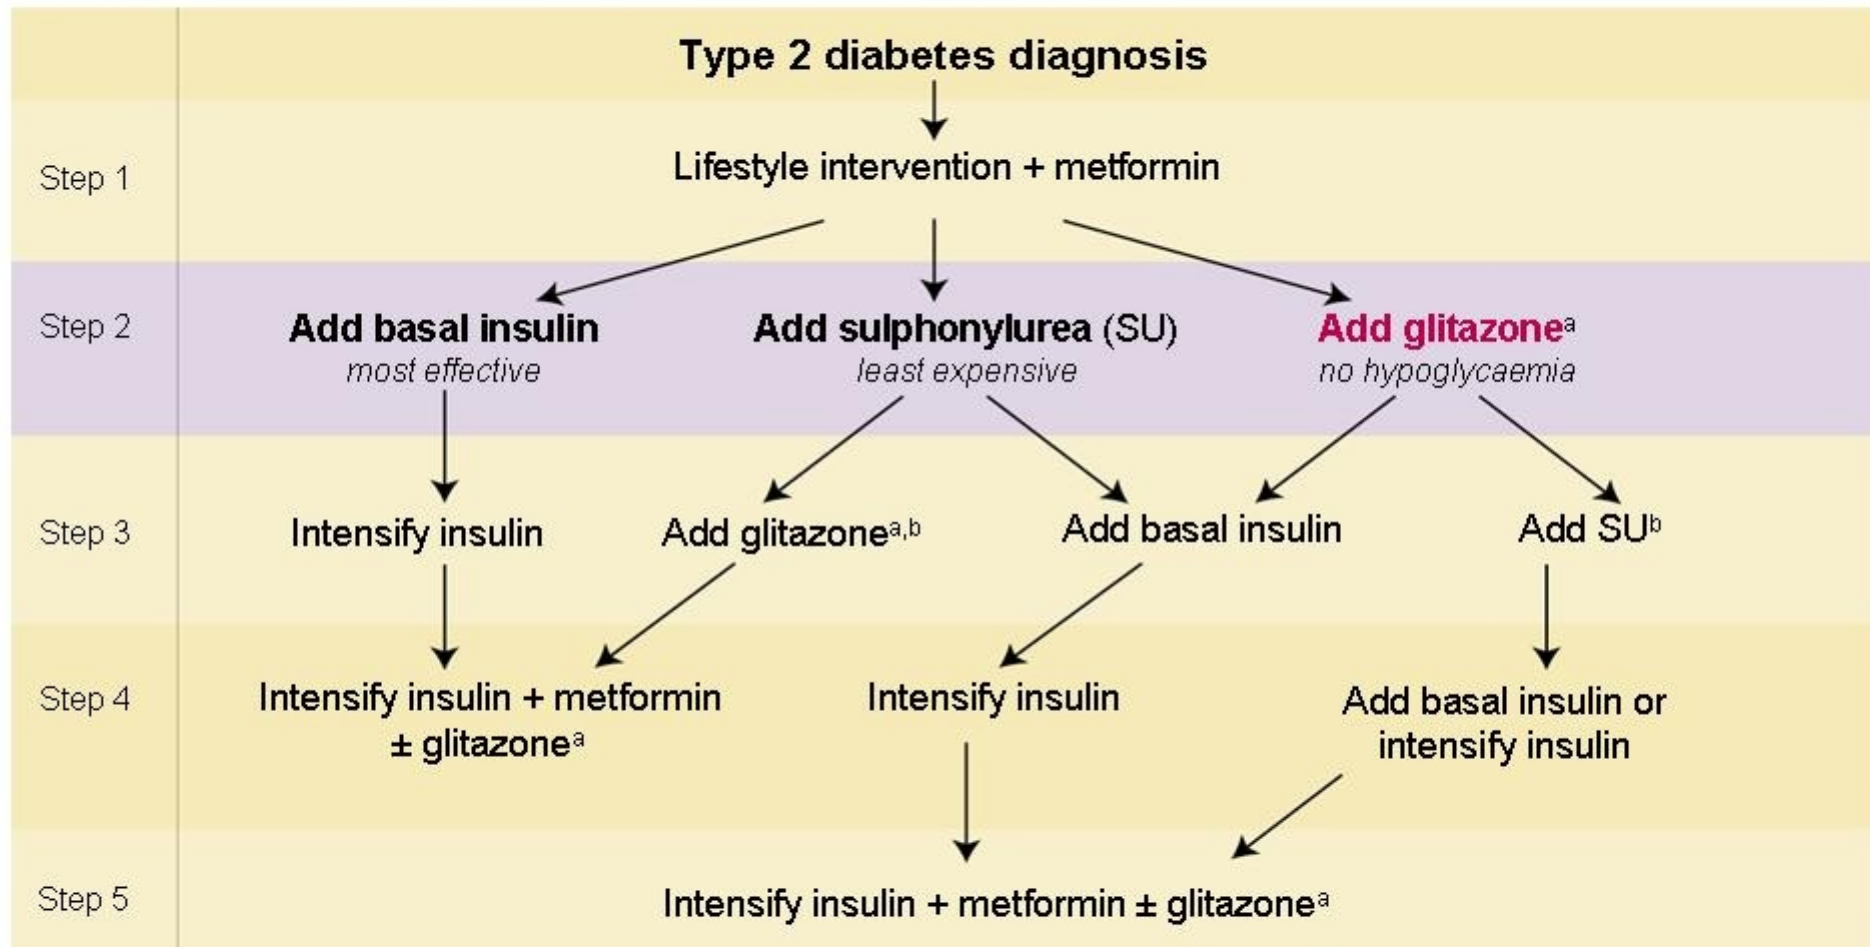 Type 2 diabetes diagnosis
Step 1
Lifestyle intervention + metformin
Step 2
Add basal insulin
most effective
Add sulphonylurea (SU)
least expensive
Add glitazoneᵃ
no hypoglycaemia
Step 3
Intensify insulin
Add glitazoneᵃ,ᵇ
Add basal insulin
Add SUᵇ
Step 4
Intensify insulin + metformin
± glitazoneᵃ
Intensify insulin
Add basal insulin or
intensify insulin
Step 5
Intensify insulin + metformin ± glitazoneᵃ